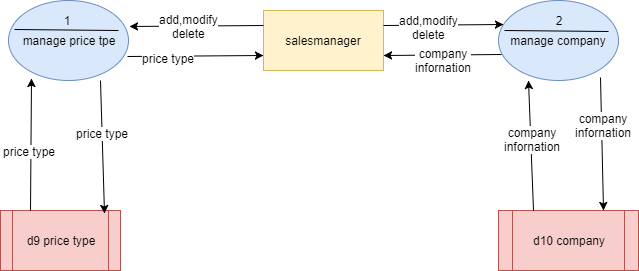 1
manage price tpe
add,modify
delete
price type
salesmanager
add,modify
delete
company
infornation
2
manage company
price type
price type
company
infornation
company
infornation
d9 price type
d10 company